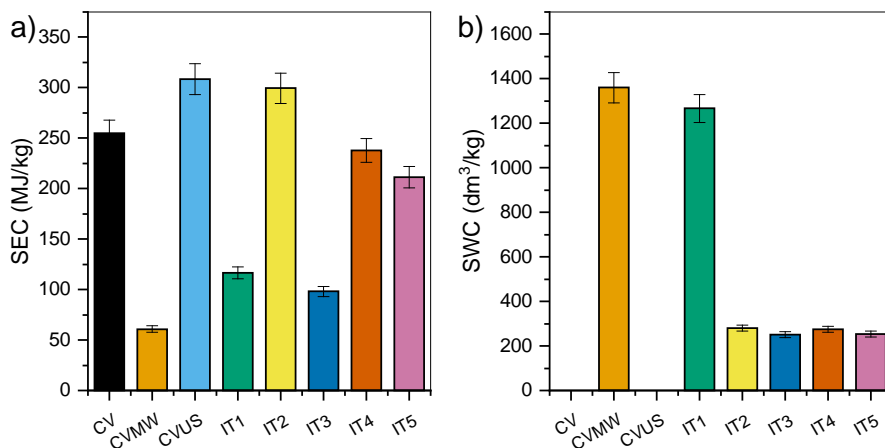 a)
SEC (MJ/kg)
350
300
250
200
150
100
50
0
CV
CVMW
CVUS
IT1
IT2
IT3
IT4
IT5
b)
SWC (dm³/kg)
1600
1400
1200
1000
800
600
400
200
0
CV
CVMW
CVUS
IT1
IT2
IT3
IT4
IT5